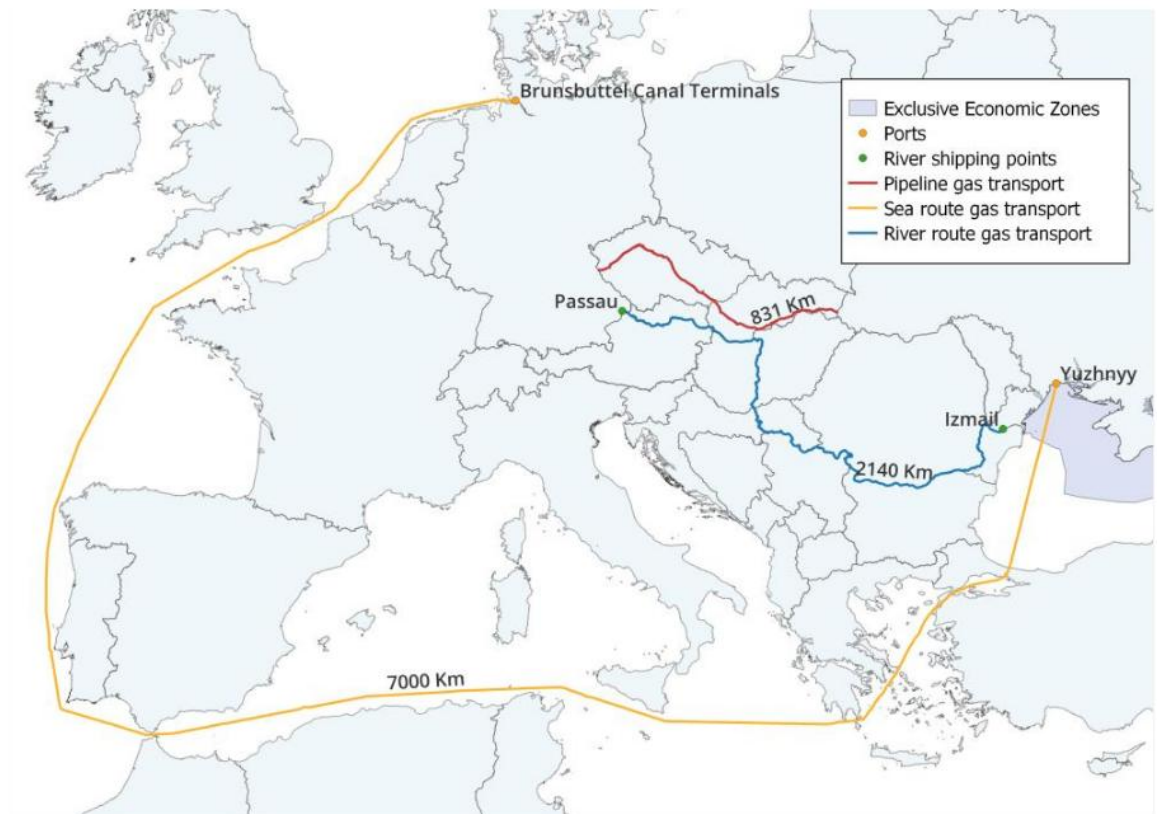 Brunsbuttel Canal Terminals
Exclusive Economic Zones
Ports
River shipping points
Pipeline gas transport
Sea route gas transport
River route gas transport
Passau
831 Km
Yuzhnyy
Izmail
2140 Km
7000 Km